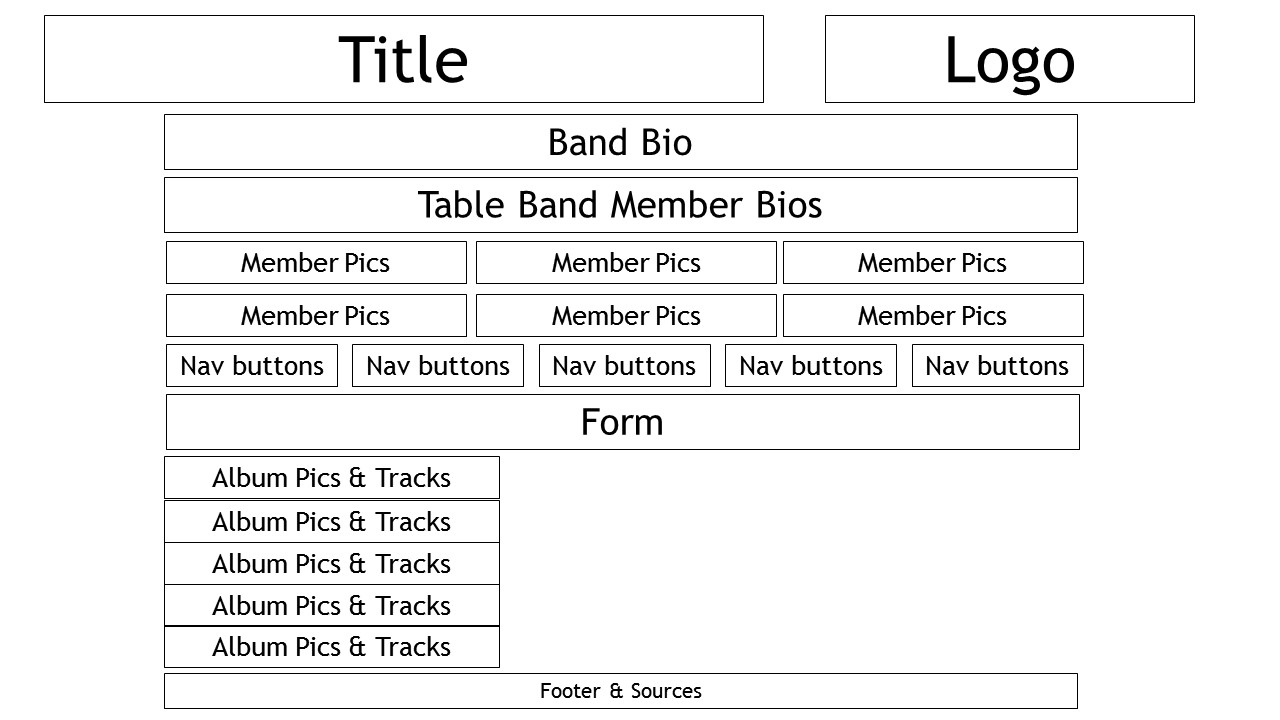 Title
Logo
Band Bio
Table Band Member Bios
Member Pics
Member Pics
Member Pics
Member Pics
Member Pics
Member Pics
Nav buttons
Nav buttons
Nav buttons
Nav buttons
Nav buttons
Form
Album Pics & Tracks
Album Pics & Tracks
Album Pics & Tracks
Album Pics & Tracks
Album Pics & Tracks
Footer & Sources